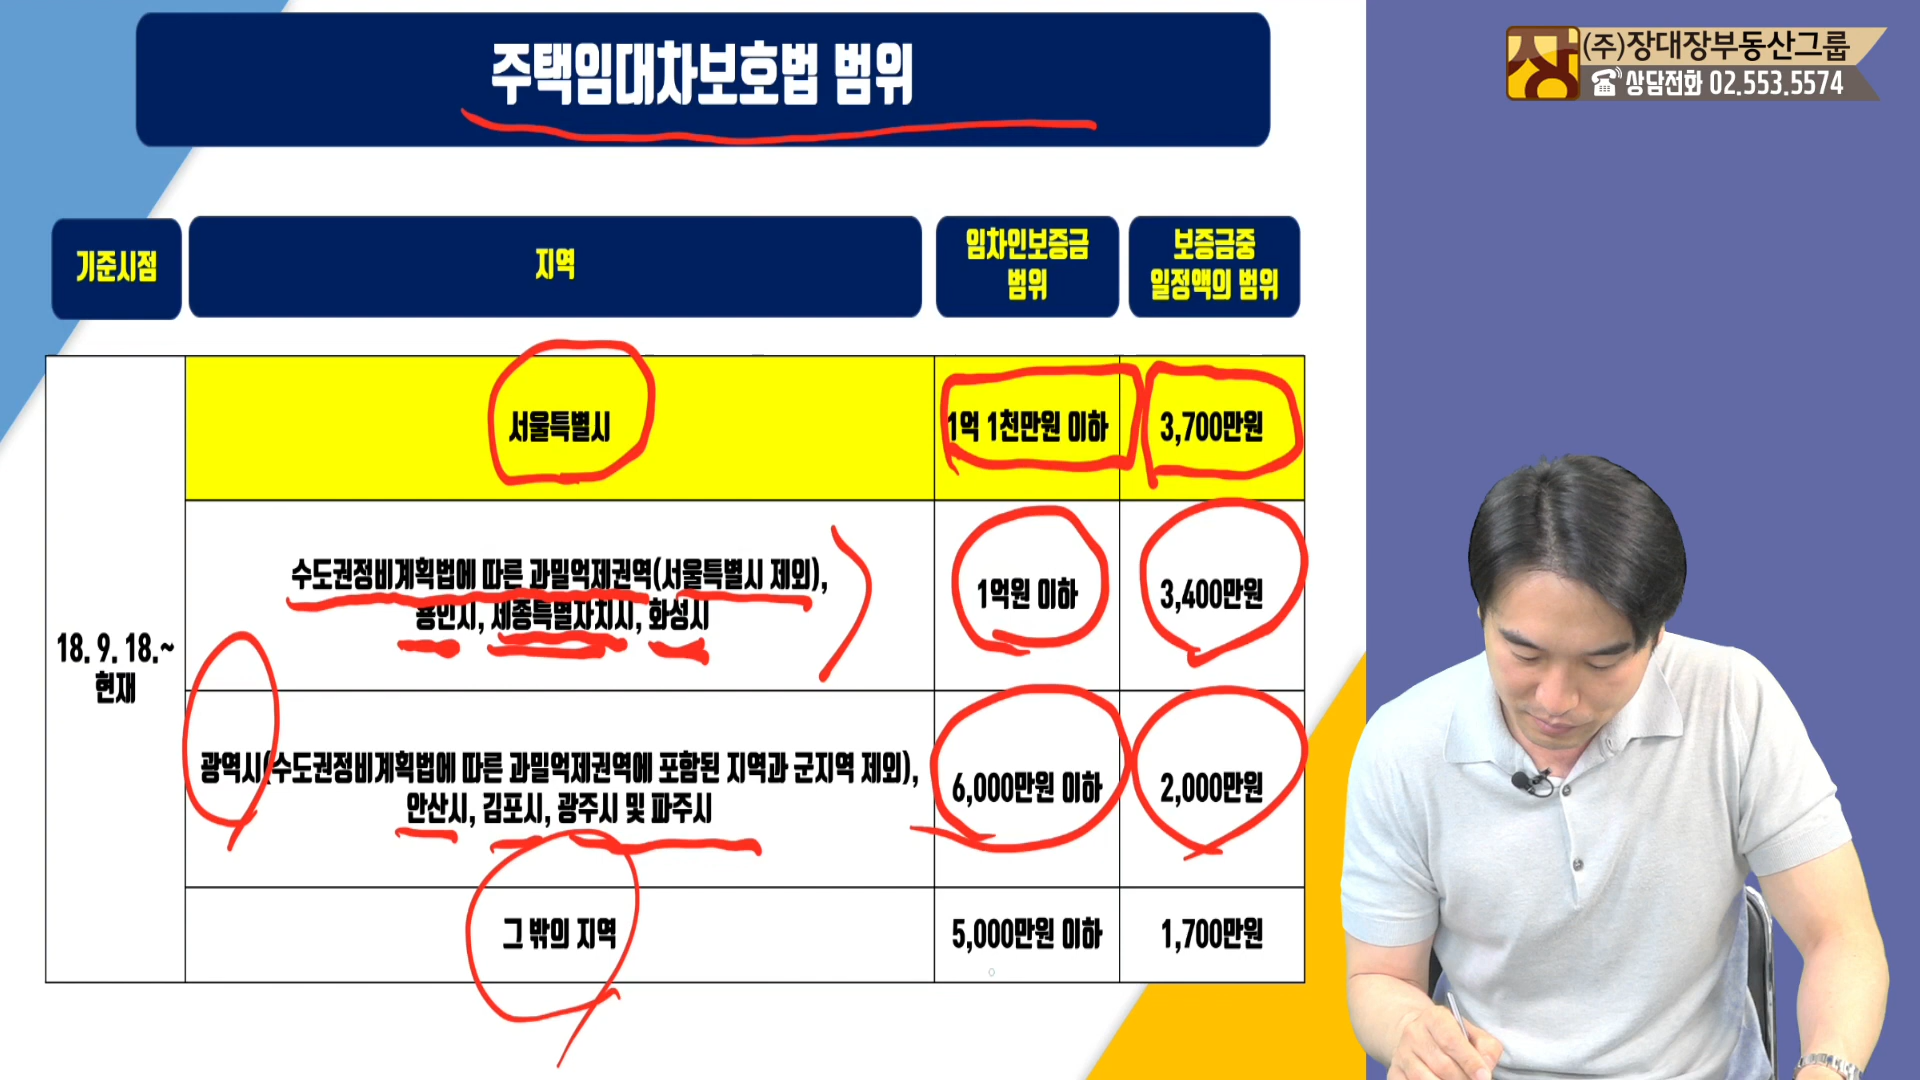 주택임대차보호법 범위
(주)장대장부동산그룹
상담전화 02.553.5574
기준시점
지역
임차인보증금
범위
보증금중
일정액의 범위
18. 9. 18.~
현재
서울특별시
1억 1천만원 이하
3,700만원
수도권정비계획법에 따른 과밀억제권역(서울특별시 제외),
용인시, 세종특별자치시, 화성시
1억원 이하
3,400만원
광역시(수도권정비계획법에 따른 과밀억제권역에 포함된 지역과 군지역 제외),
안산시, 김포시, 광주시 및 파주시
6,000만원 이하
2,000만원
그 밖의 지역
5,000만원 이하
1,700만원